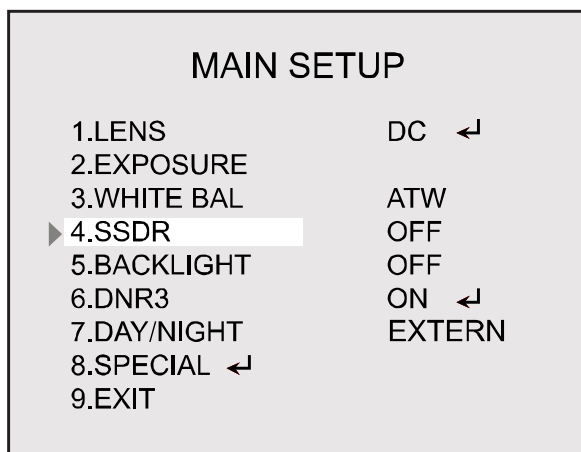 MAIN SETUP
1.LENS DC ↲
2.EXPOSURE
3.WHITE BAL ATW
4.SSDR OFF
5.BACKLIGHT OFF
6.DNR3 ON ↲
7.DAY/NIGHT EXTERN
8.SPECIAL ↲
9.EXIT